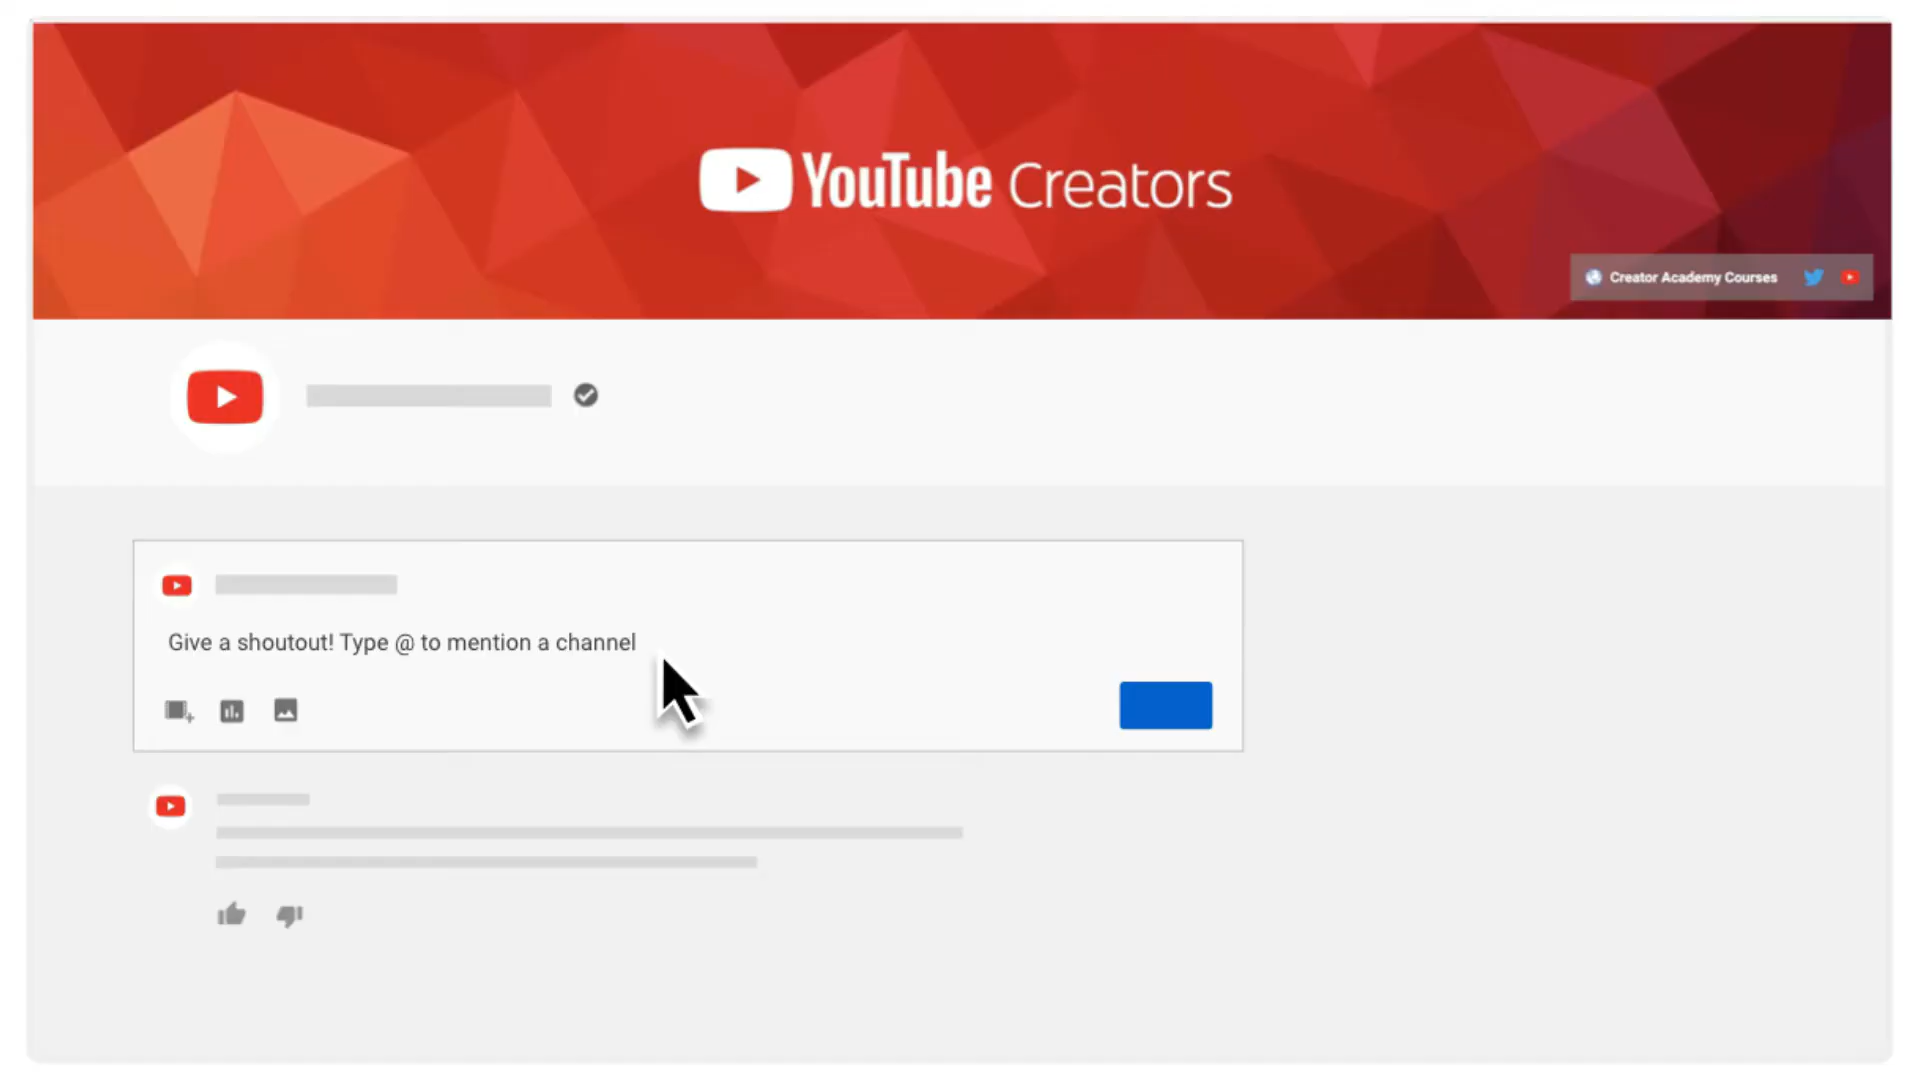 YouTube Creators
Creator Academy Courses
Give a shoutout! Type @ to mention a channel